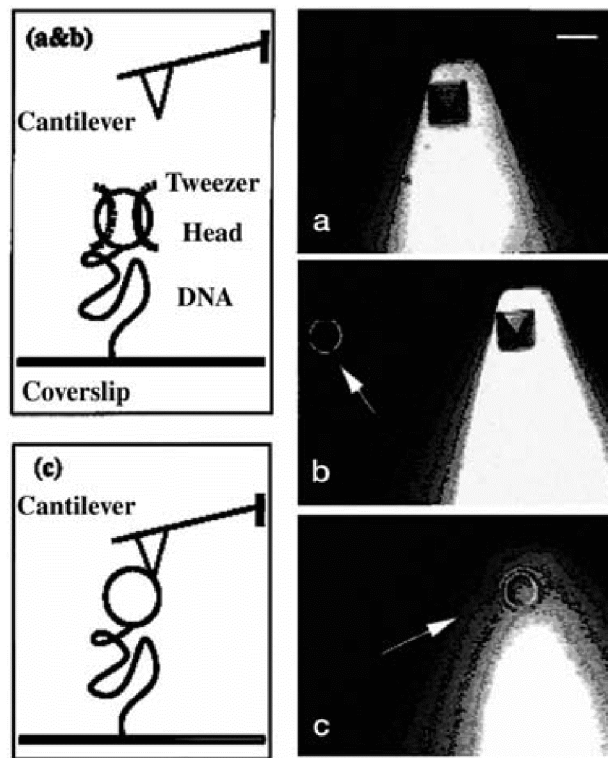 (a&b)
Cantilever
Tweezer
Head
DNA
Coverslip
(c)
Cantilever
a
b
c